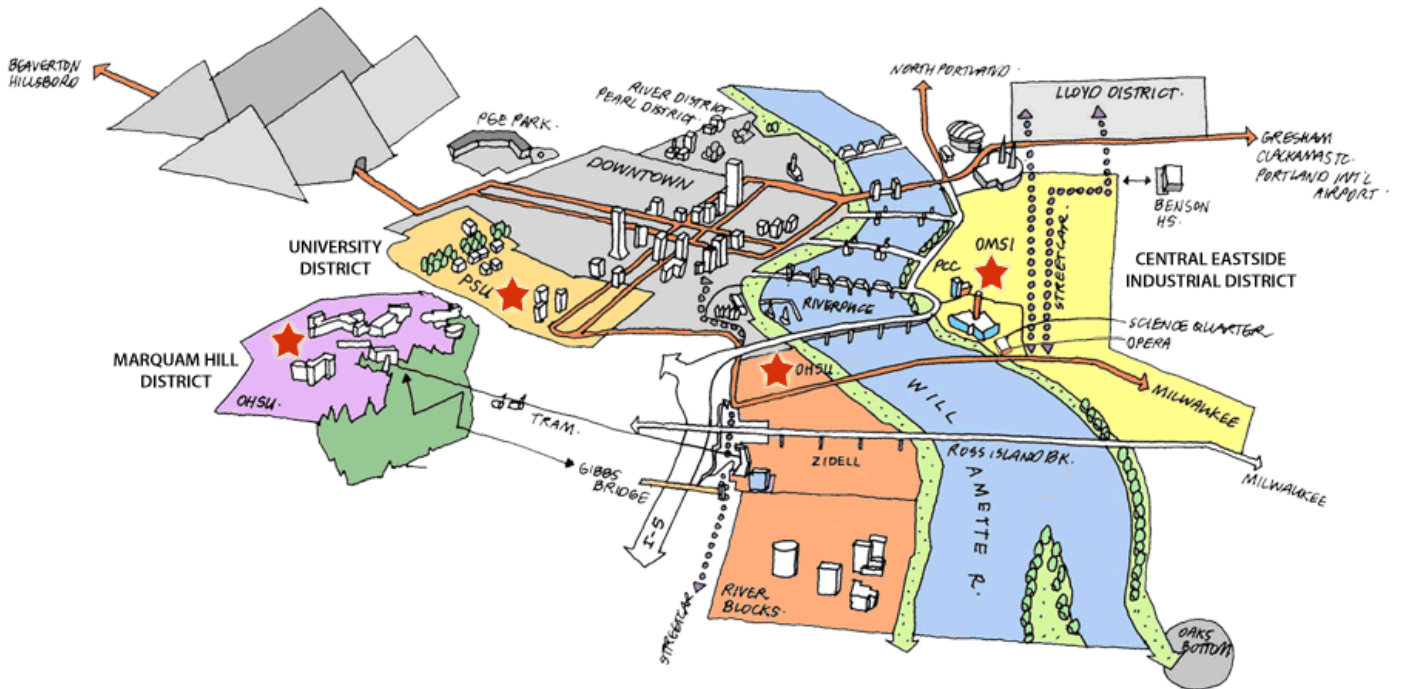 BEAVERTON
HILLSBORO
PGE PARK.
RIVER DISTRICT
PEARL DISTRICT
NORTH PORTLAND.
LLOYD DISTRICT.
GRESHAM
CLACKAMAS TC.
PORTLAND INT'L
AIRPORT.
DOWNTOWN
BENSON
HS.
UNIVERSITY
DISTRICT
PSU
OMSI
PCC
STREETCAR.
CENTRAL EASTSIDE
INDUSTRIAL DISTRICT
RIVERPLACE
SCIENCE QUARTER
OPERA
MARQUAM HILL
DISTRICT
OHSU.
OHSU.
MILWAUKEE
TRAM.
WILL
AMETTE R.
ROSS ISLAND BK.
ZIDELL
GIBBS
BRIDGE
MILWAUKEE
I-5
RIVER
BLOCKS.
STREETCAR
OAKS
BOTTOM